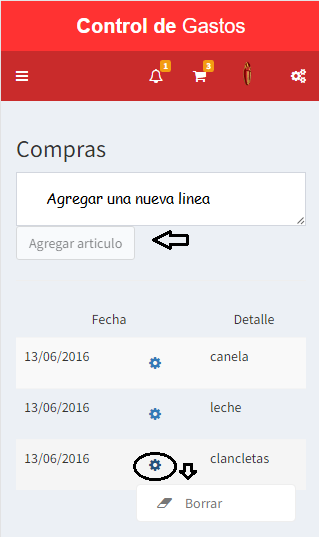 Control de Gastos
1 3
Compras
Agregar una nueva linea
Agregar articulo
Fecha Detalle
13/06/2016 canela
13/06/2016 leche
13/06/2016 clancletas
Borrar